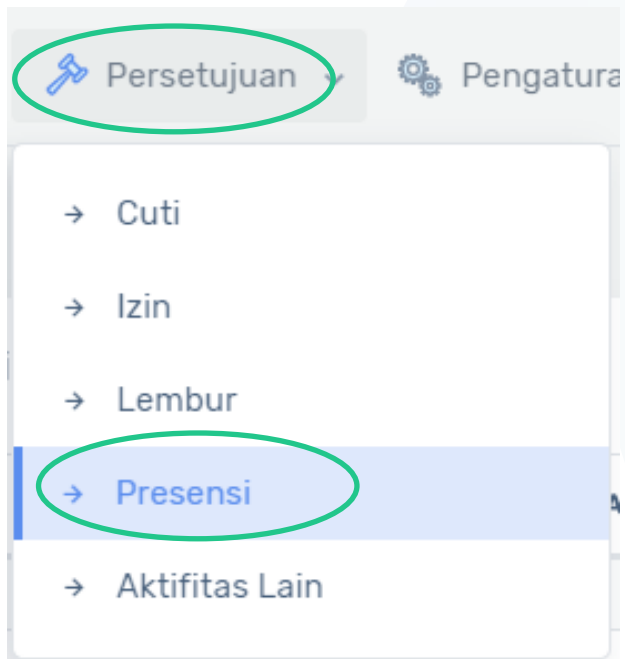 Persetujuan Pengatura
Cuti
Izin
Lembur
Presensi
Aktifitas Lain